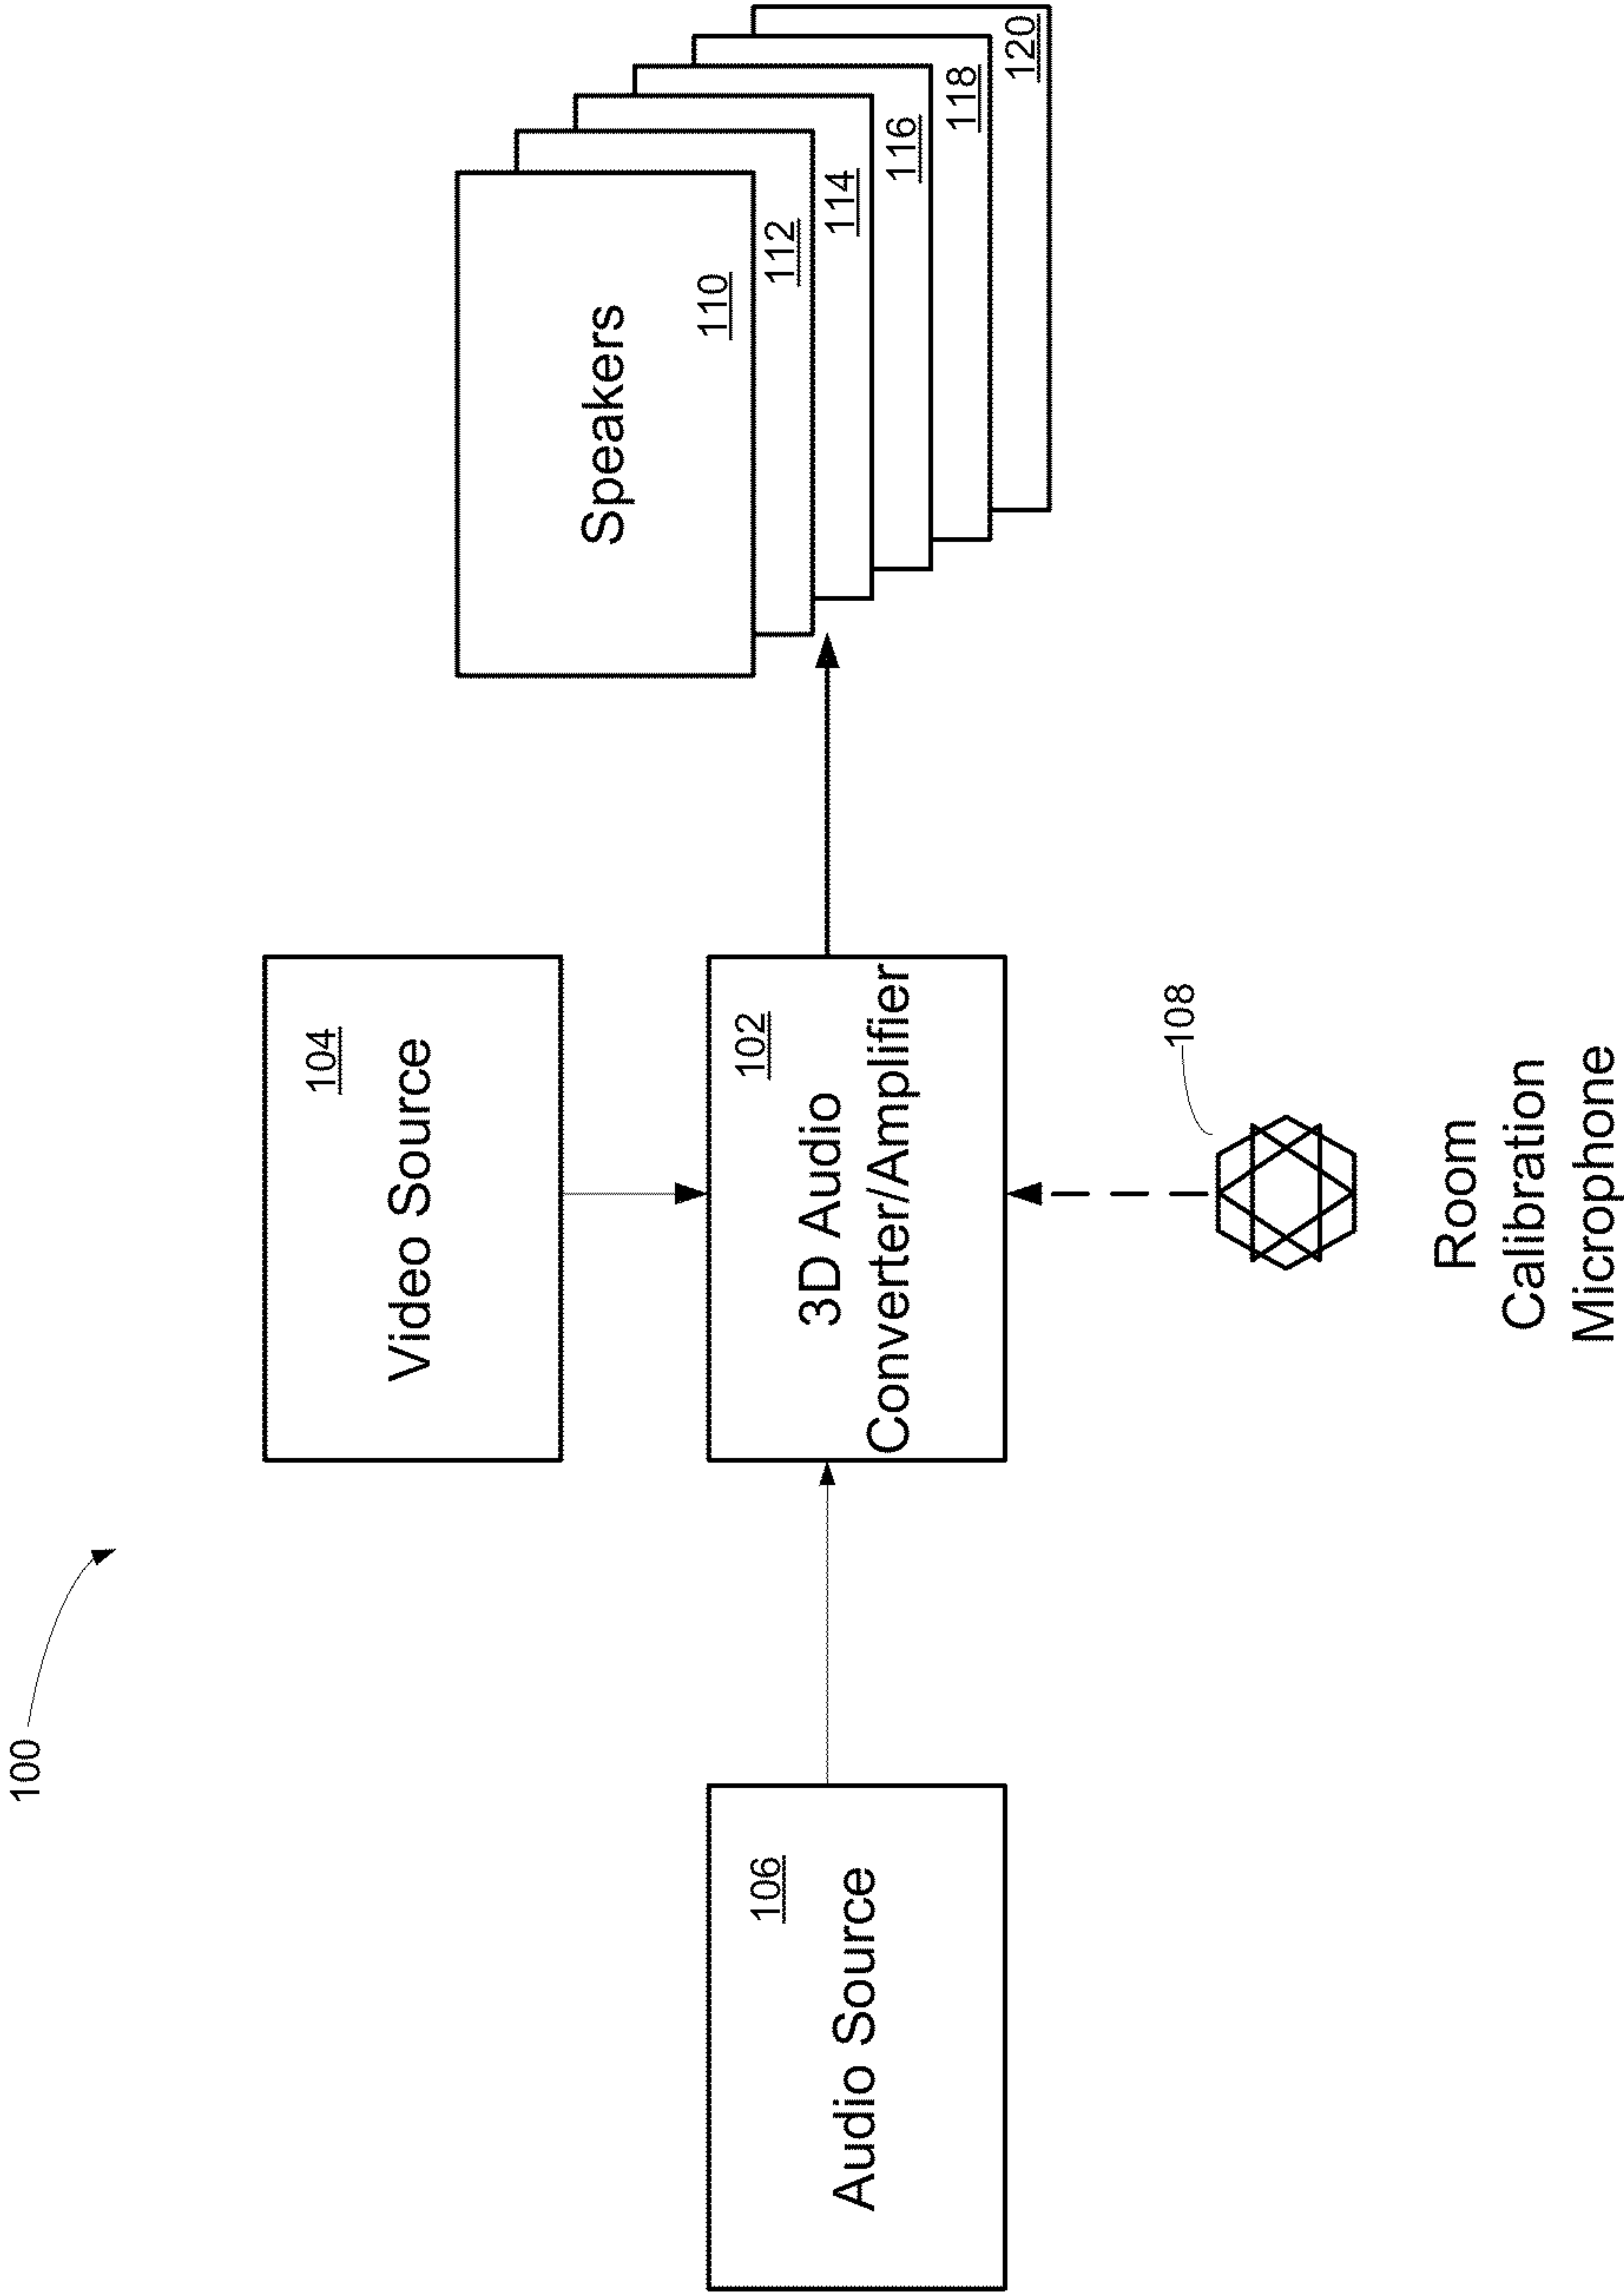 100
104
Video Source
106
Audio Source
102
3D Audio
Converter/Amplifier
Speakers
110
112
114
116
118
120
108
Room
Calibration
Microphone